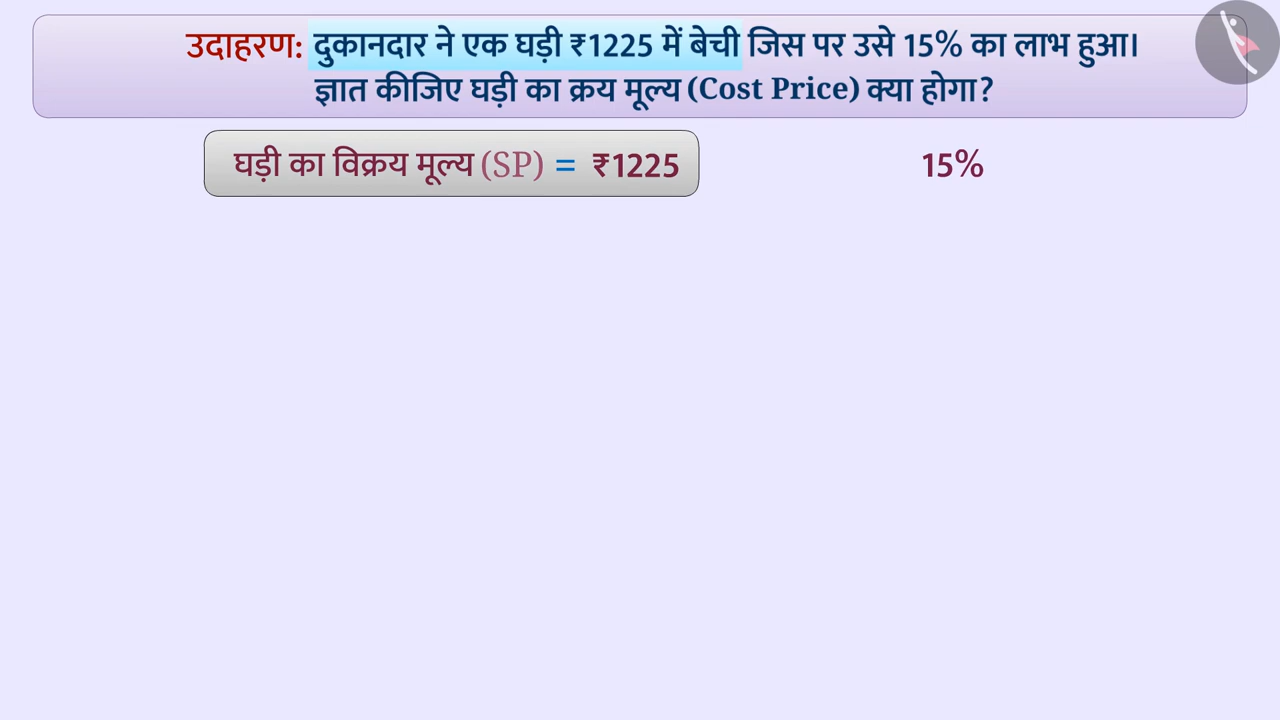 उदाहरण: दुकानदार ने एक घड़ी ₹1225 में बेची जिस पर उसे 15% का लाभ हुआ।
ज्ञात कीजिए घड़ी का क्रय मूल्य (Cost Price) क्या होगा?
घड़ी का विक्रय मूल्य (SP) = ₹1225 15%